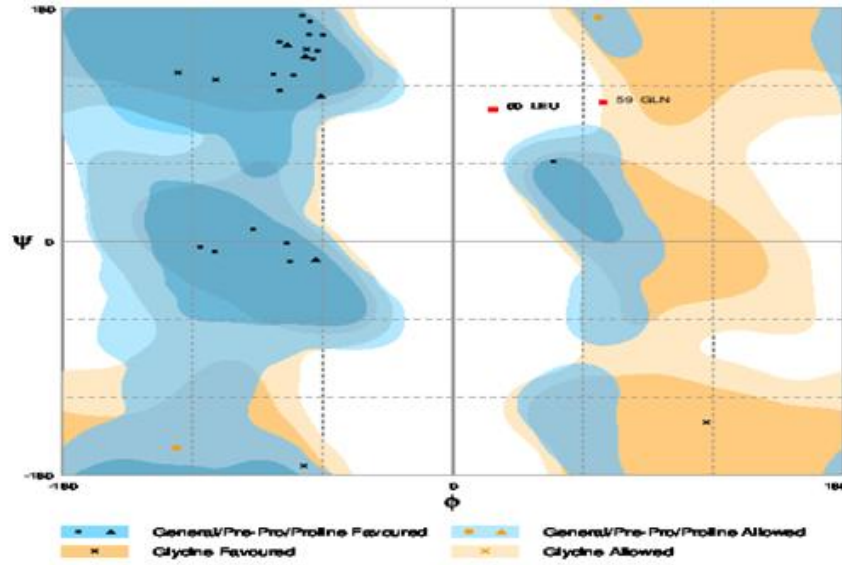 180
60 LEU
59 GLN
Ψ 0
-180
-180 0 180
Φ
General/Pre-Pro/Proline Favoured General/Pre-Pro/Proline Allowed
Glycine Favoured Glycine Allowed